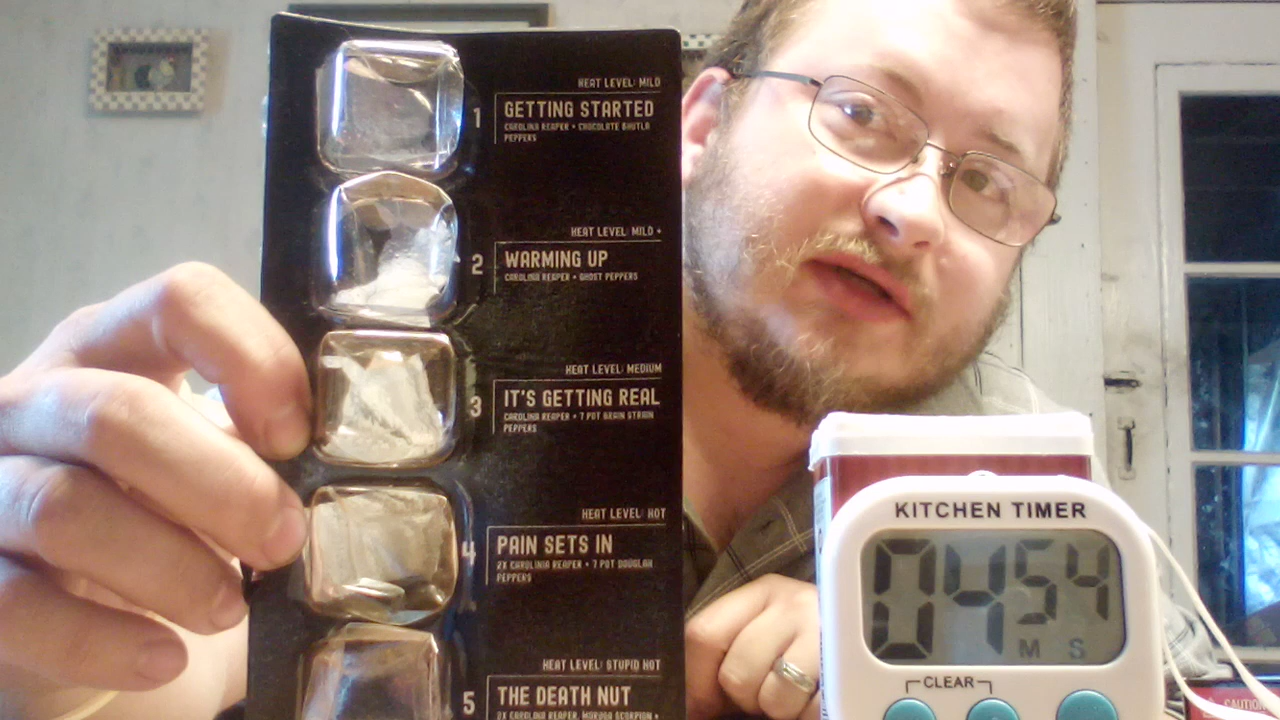 HEAT LEVEL: MILD
1
GETTING STARTED
CAROLINA REAPER + CHOCOLATE BHUTLA
PEPPERS
HEAT LEVEL: MILD +
2
WARMING UP
CAROLINA REAPER + GHOST PEPPERS
HEAT LEVEL: MEDIUM
3
IT'S GETTING REAL
CAROLINA REAPER + 7 POT BRAIN STRAIN
PEPPERS
HEAT LEVEL: HOT
4
PAIN SETS IN
2X CAROLINA REAPER + 7 POT DOUGLAH
PEPPERS
HEAT LEVEL: STUPID HOT
5
THE DEATH NUT
2X CAROLINA REAPER, MORUGA SCORPION +
KITCHEN TIMER
04 54
M S
CLEAR
CAUTION